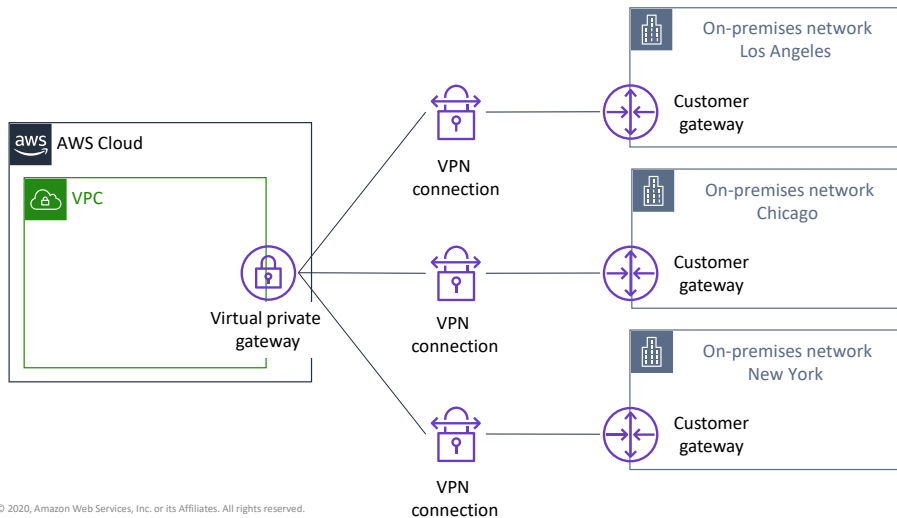 On-premises network
Los Angeles
Customer
gateway
aws
AWS Cloud
VPN
connection
VPC
On-premises network
Chicago
Customer
gateway
Virtual private
gateway
VPN
connection
On-premises network
New York
Customer
gateway
VPN
connection
© 2020, Amazon Web Services, Inc. or its Affiliates. All rights reserved.